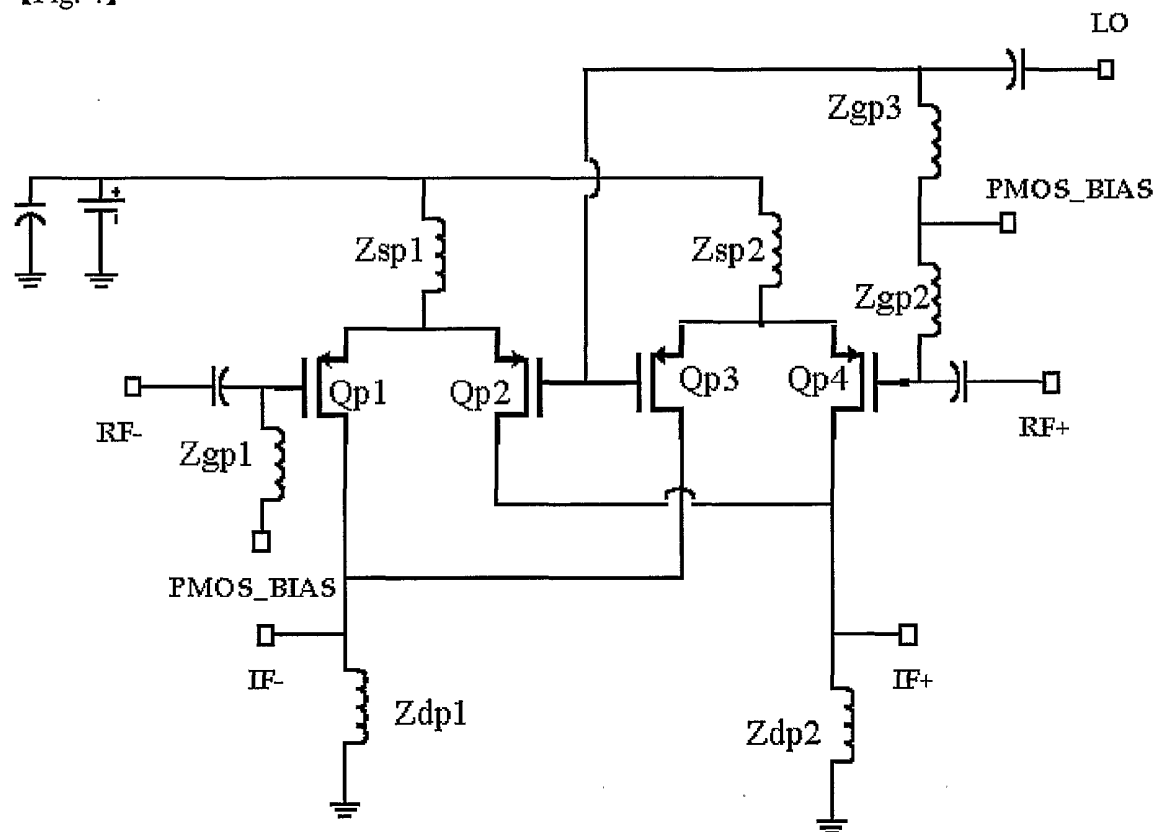 LO
Zgp3
PMOS_BIAS
Zsp1
Zsp2
Zgp2
Qp1
Qp2
Qp3
Qp4
RF-
RF+
Zgp1
PMOS_BIAS
IF-
IF+
Zdp1
Zdp2